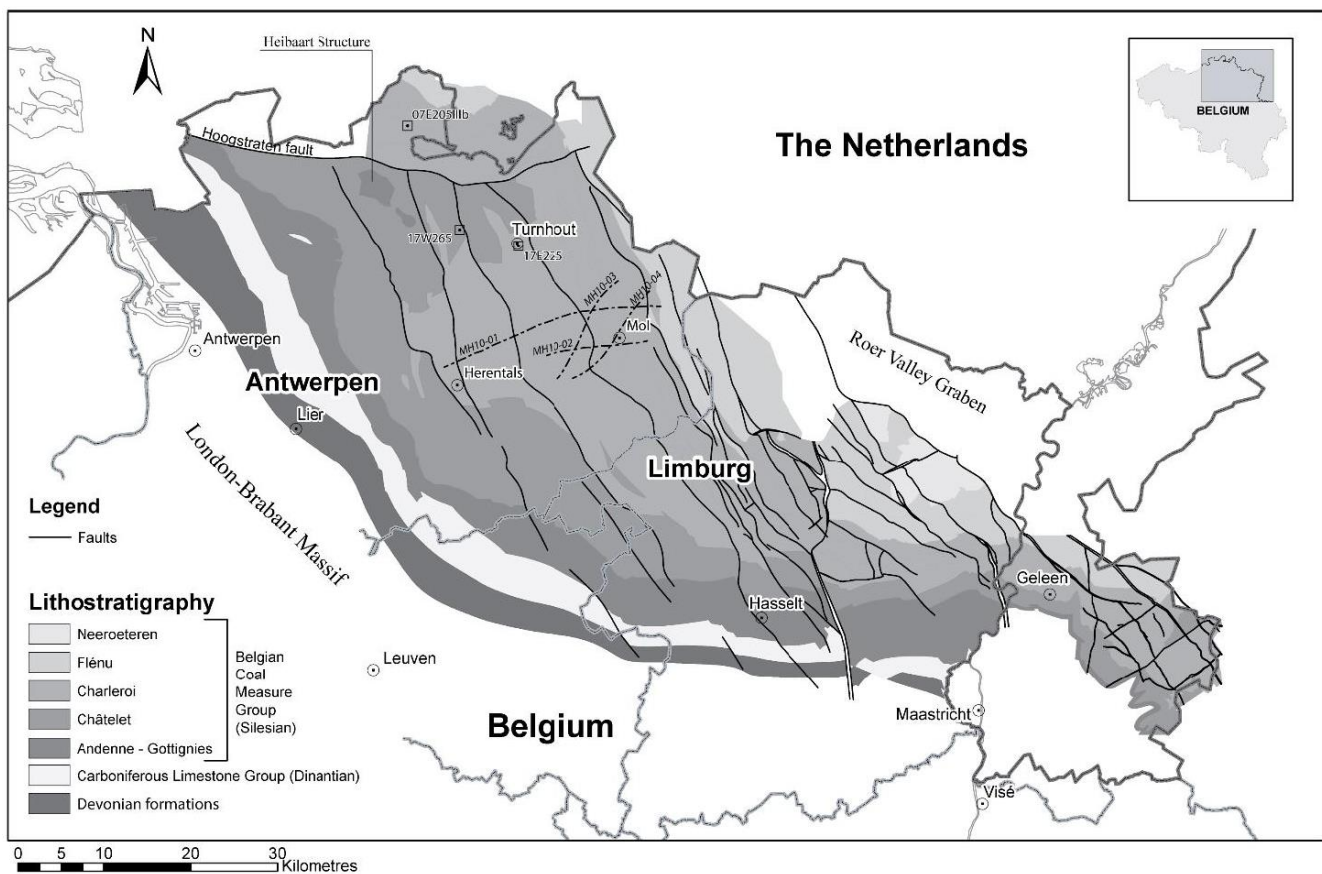 Heibaart Structure
N
BELGIUM
07E205IIIb
Hoogstraten fault
The Netherlands
17W265
Turnhout
17E225
MH10-03
MH10-04
MH10-01
MH10-02
Mol
Antwerpen
Herentals
Antwerpen
Lier
Roer Valley Graben
London-Brabant Massif
Limburg
Geleen
Hasselt
Leuven
Belgium
Maastricht
Visé
Legend
Faults
Lithostratigraphy
Neeroeteren
Flénu
Charleroi
Châtelet
Andenne - Gottignies
Belgian
Coal
Measure
Group
(Silesian)
Carboniferous Limestone Group (Dinantian)
Devonian formations
0 5 10 20 30
Kilometres